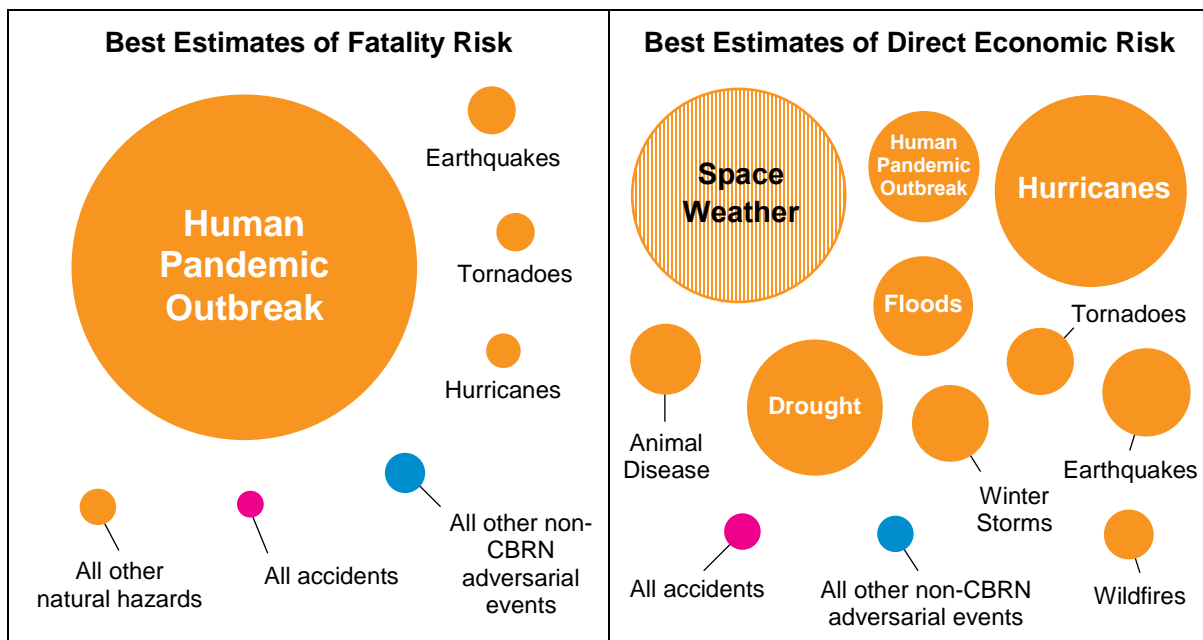 Best Estimates of Fatality Risk
Human
Pandemic
Outbreak
Earthquakes
Tornadoes
Hurricanes
All other
natural hazards
All accidents
All other non-
CBRN
adversarial
events
Best Estimates of Direct Economic Risk
Space
Weather
Human
Pandemic
Outbreak
Hurricanes
Floods
Tornadoes
Animal
Disease
Drought
Winter
Storms
Earthquakes
All accidents
All other non-CBRN
adversarial events
Wildfires